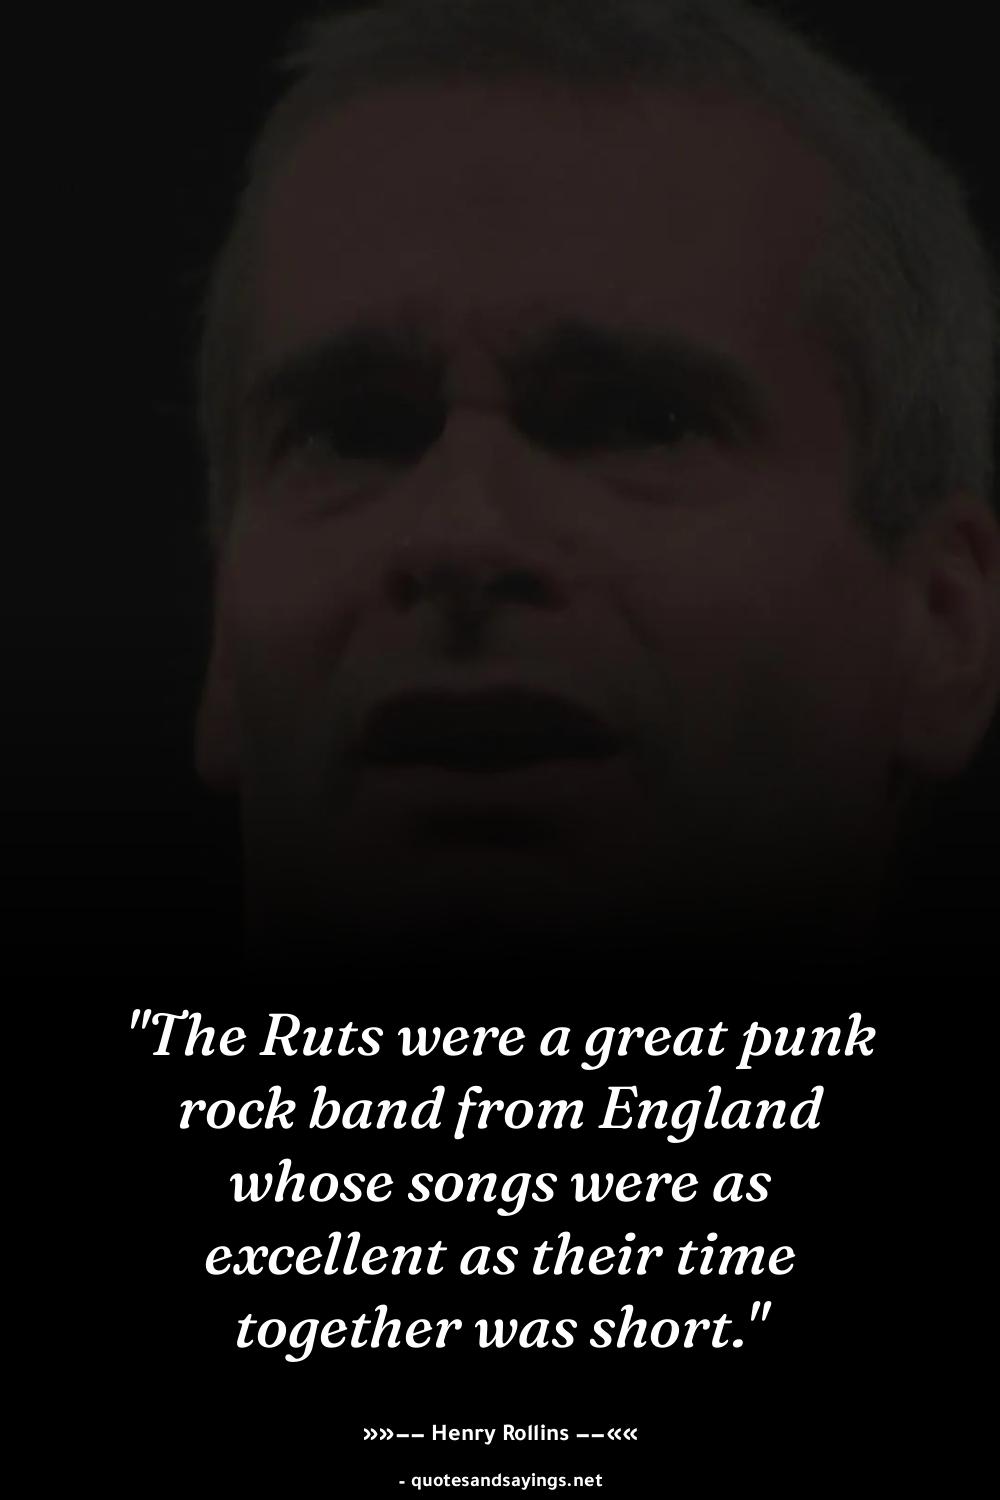 "The Ruts were a great punk
rock band from England
whose songs were as
excellent as their time
together was short."
»»–– Henry Rollins ––««
- quotesandsayings.net